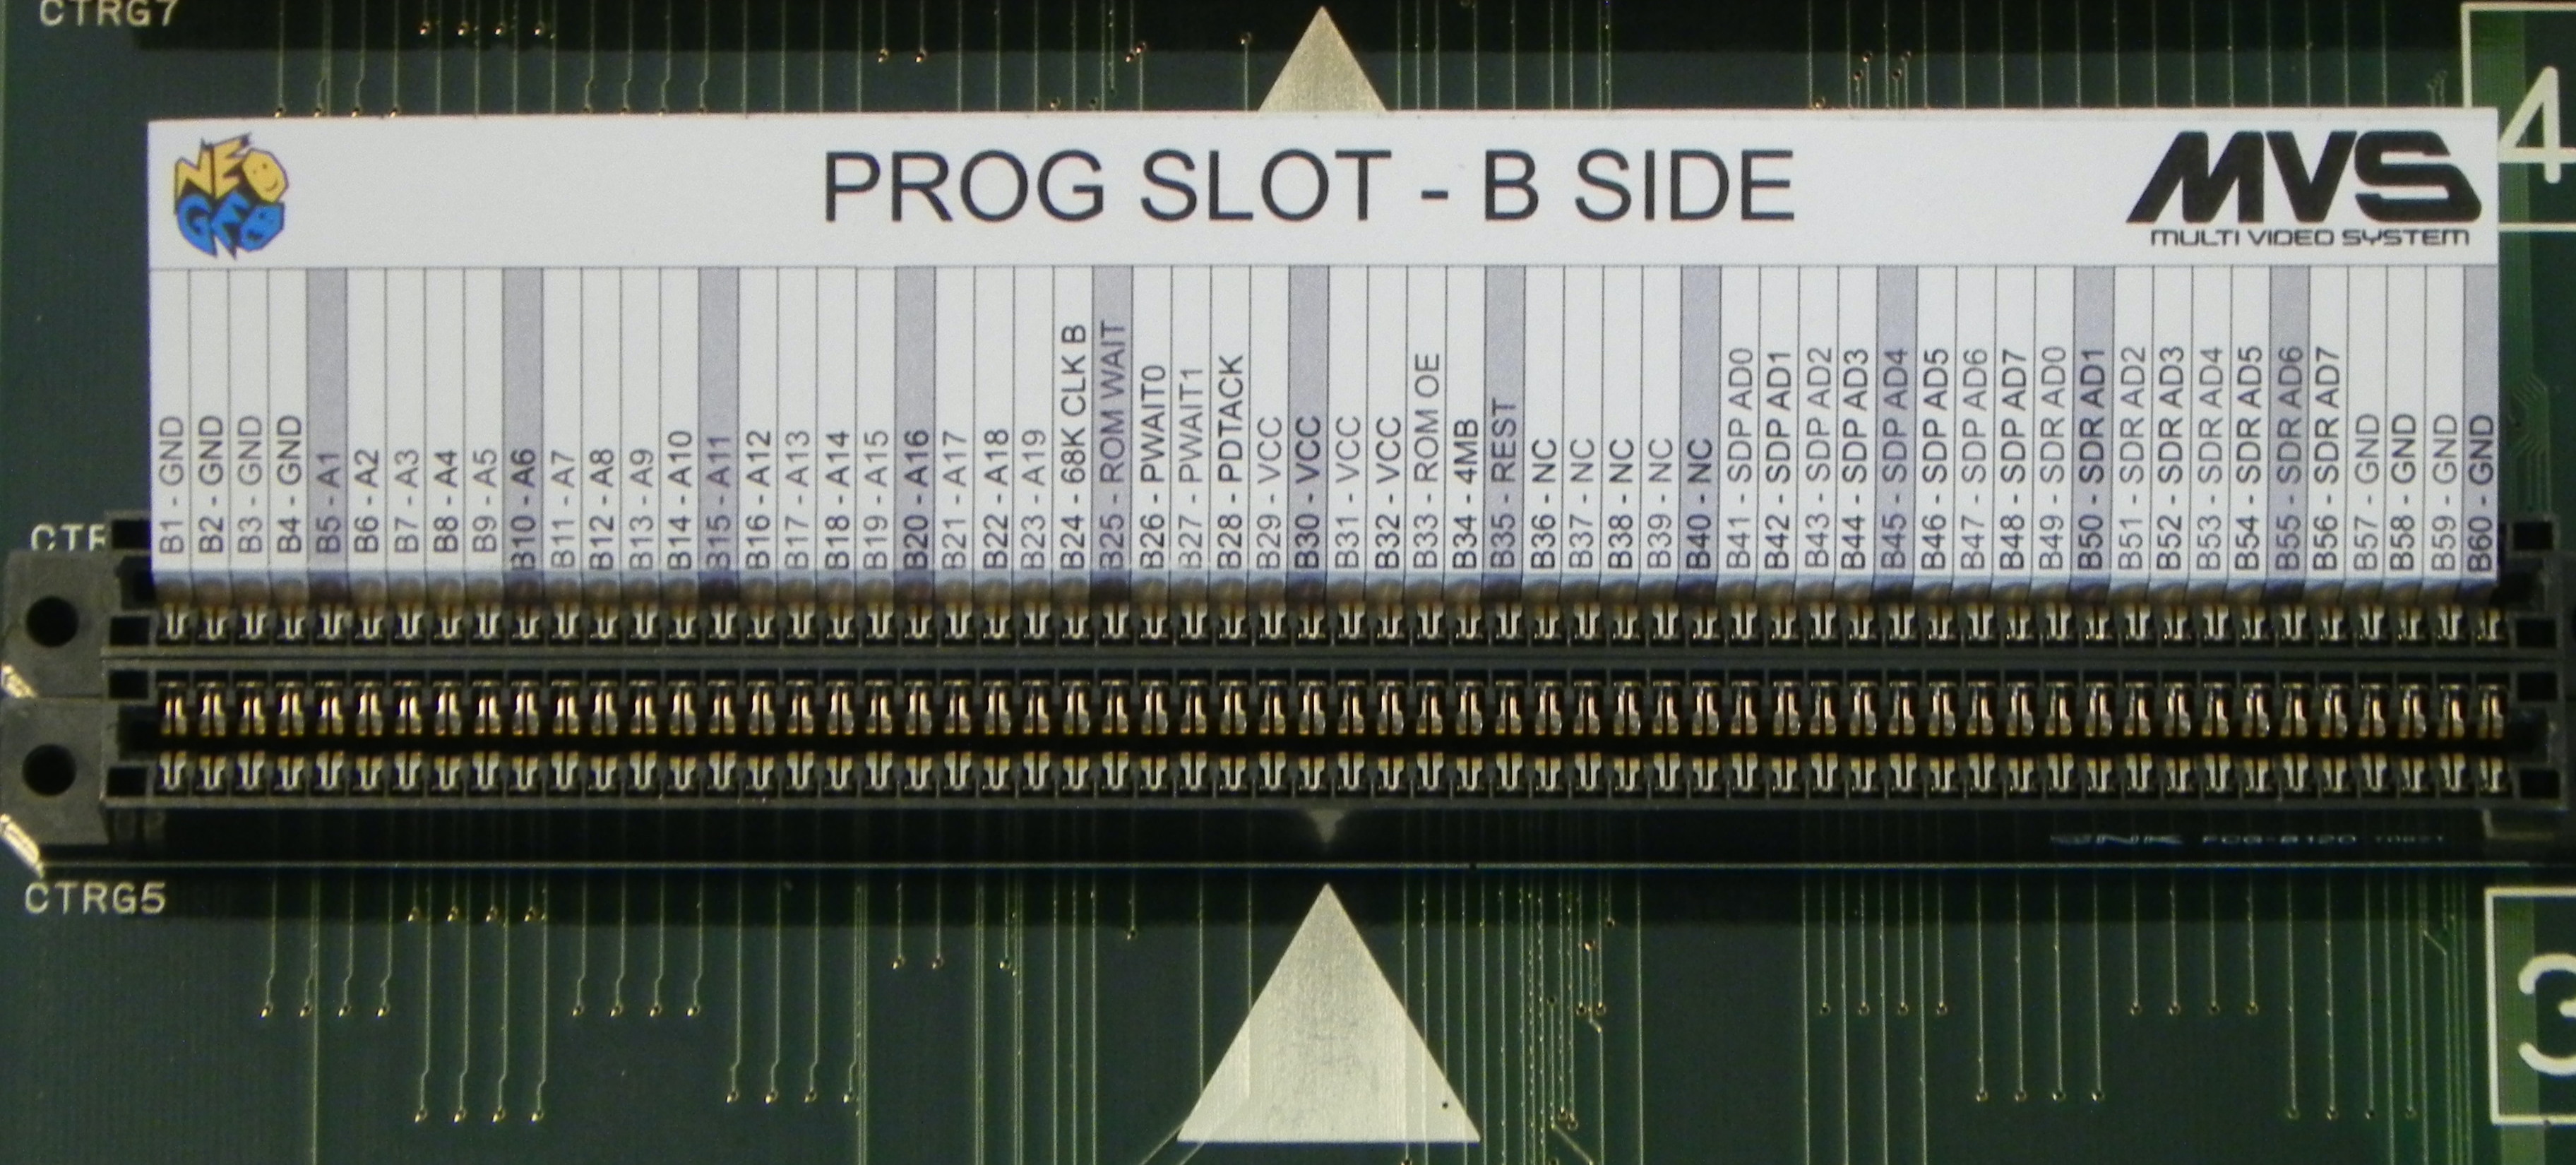 CTRG7
4
NEO
GEO
PROG SLOT - B SIDE
MVS
MULTI VIDEO SYSTEM
B1 - GND
B2 - GND
B3 - GND
B4 - GND
B5 - A1
B6 - A2
B7 - A3
B8 - A4
B9 - A5
B10 - A6
B11 - A7
B12 - A8
B13 - A9
B14 - A10
B15 - A11
B16 - A12
B17 - A13
B18 - A14
B19 - A15
B20 - A16
B21 - A17
B22 - A18
B23 - A19
B24 - 68K CLK B
B25 - ROM WAIT
B26 - PWAIT0
B27 - PWAIT1
B28 - PDTACK
B29 - VCC
B30 - VCC
B31 - VCC
B32 - VCC
B33 - ROM OE
B34 - 4MB
B35 - REST
B36 - NC
B37 - NC
B38 - NC
B39 - NC
B40 - NC
B41 - SDP AD0
B42 - SDP AD1
B43 - SDP AD2
B44 - SDP AD3
B45 - SDP AD4
B46 - SDP AD5
B47 - SDP AD6
B48 - SDP AD7
B49 - SDR AD0
B50 - SDR AD1
B51 - SDR AD2
B52 - SDR AD3
B53 - SDR AD4
B54 - SDR AD5
B55 - SDR AD6
B56 - SDR AD7
B57 - GND
B58 - GND
B59 - GND
B60 - GND
CTR
SNK
CTRG5
3